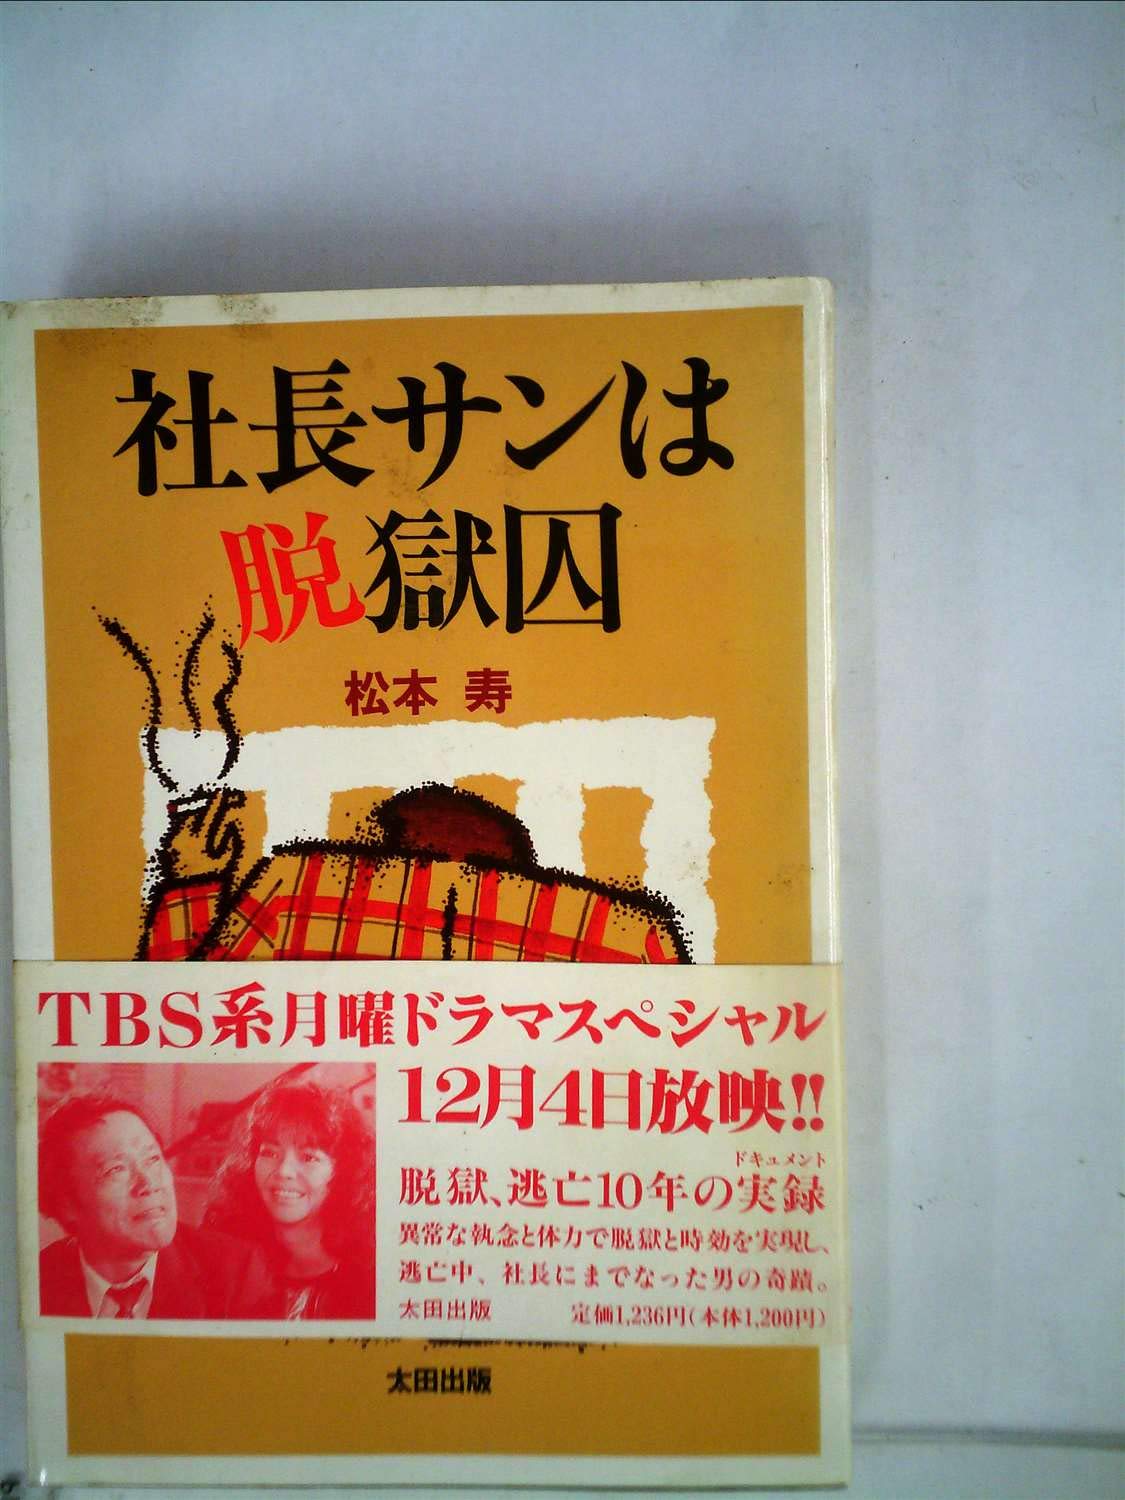 社長サンは
脱獄囚
松本 寿
TBS系月曜ドラマスペシャル
12月4日放映!!
ドキュメント
脱獄、逃亡10年の実録
異常な執念と体力で脱獄と時効を実現し、
逃亡中、社長にまでなった男の奇蹟。
太田出版 定価1,236円(本体1,200円)
太田出版